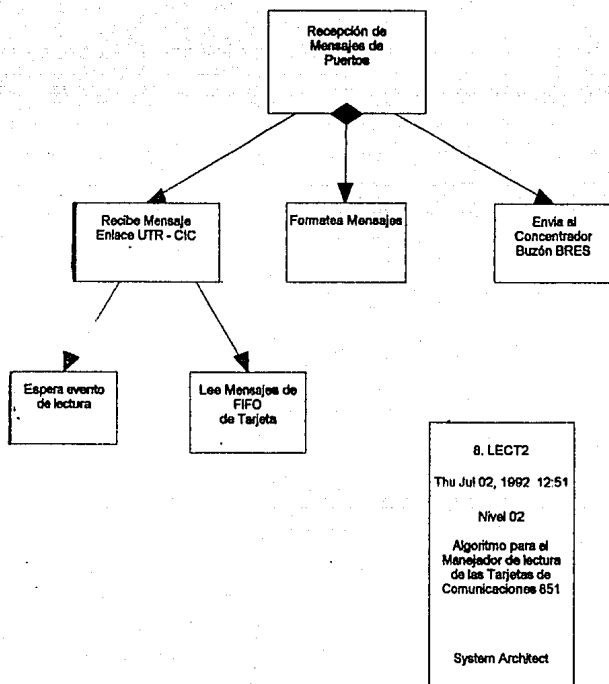 Recepción de
Mensajes de
Puertos
Recibe Mensaje
Enlace UTR - CIC
Formatea Mensajes
Envia al
Concentrador
Buzón BRES
Espera evento
de lectura
Lee Mensajes de
FIFO
de Tarjeta
8. LECT2
Thu Jul 02, 1992 12:51
Nivel 02
Algoritmo para el
Manejador de lectura
de las Tarjetas de
Comunicaciones 851
System Architect